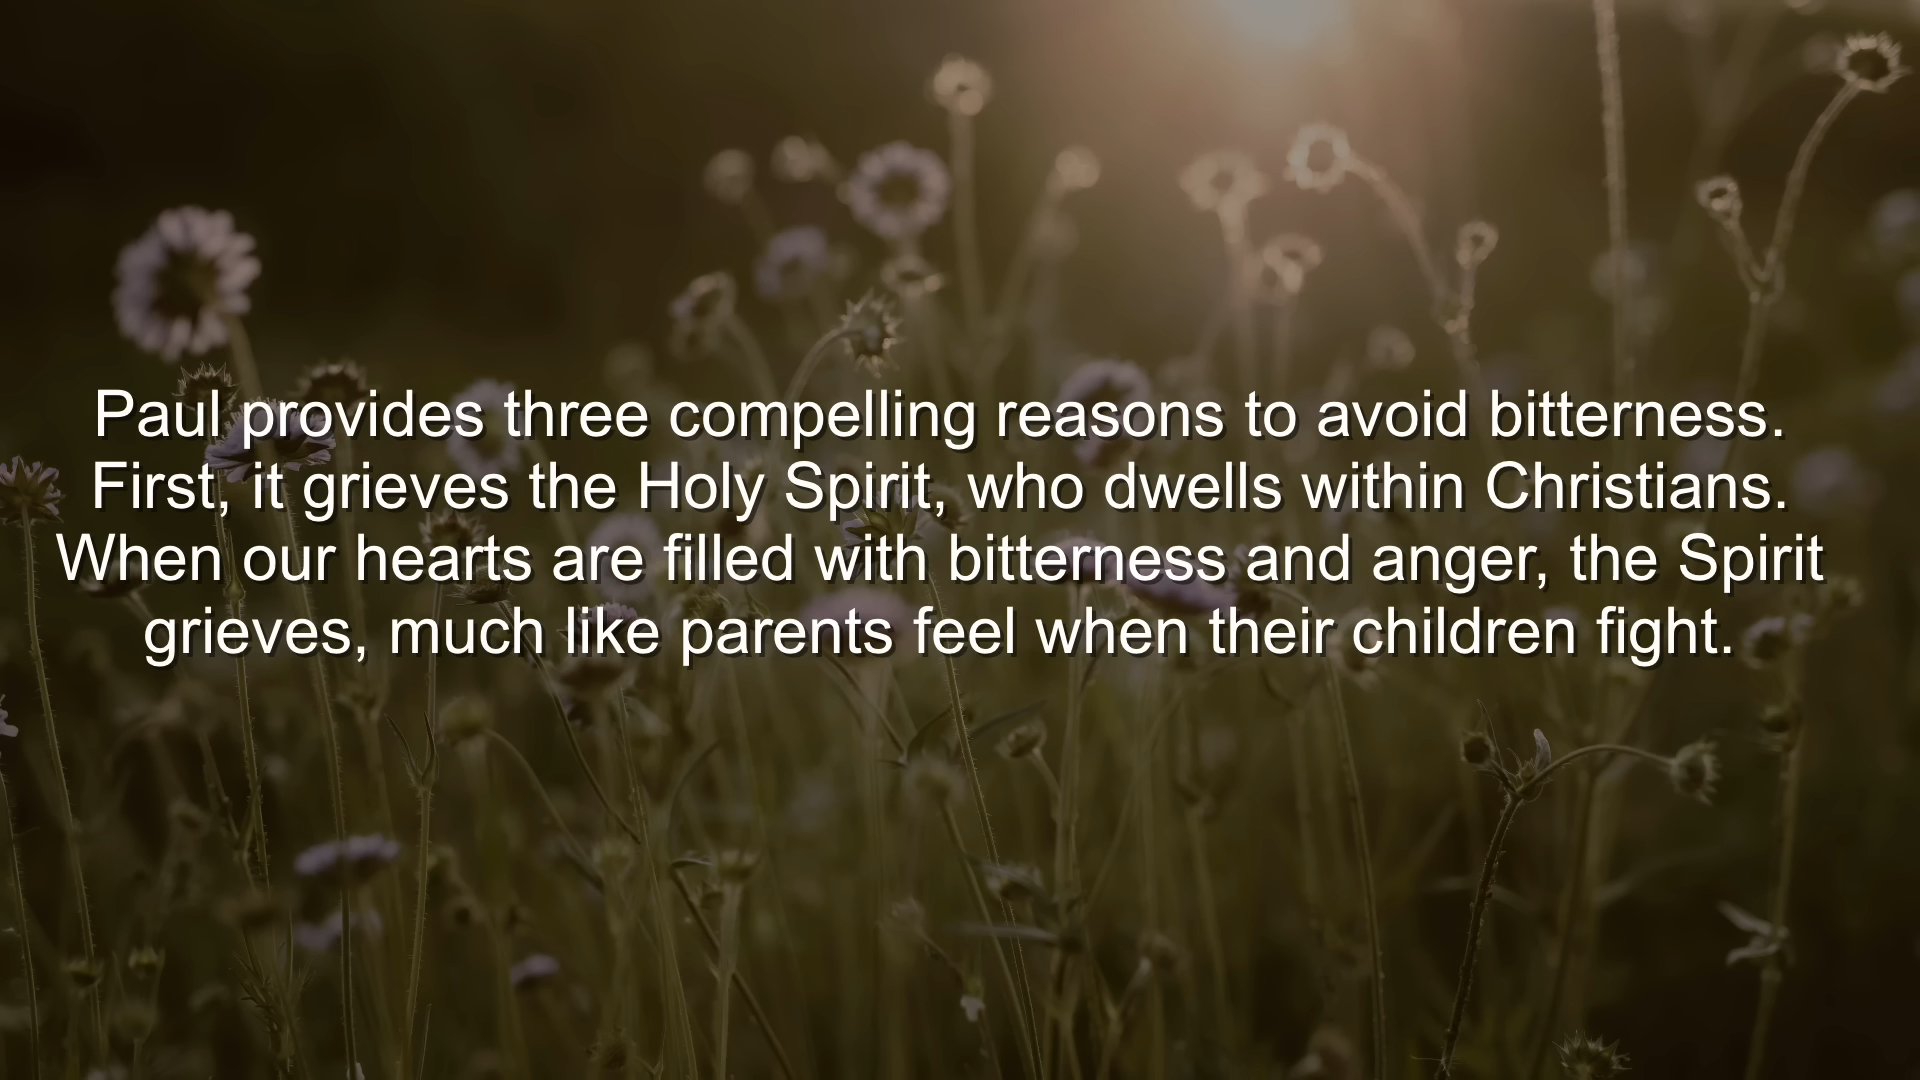 Paul provides three compelling reasons to avoid bitterness.
First, it grieves the Holy Spirit, who dwells within Christians.
When our hearts are filled with bitterness and anger, the Spirit
grieves, much like parents feel when their children fight.